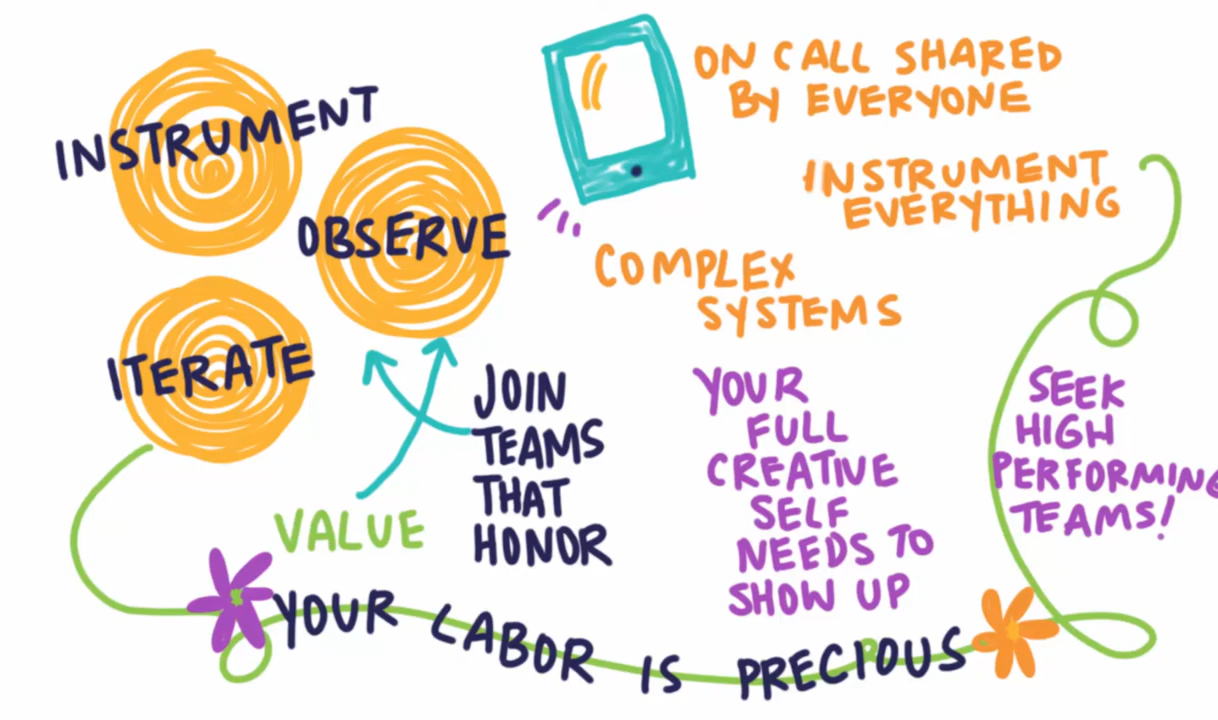 INSTRUMENT
OBSERVE
ITERATE
ON CALL SHARED
BY EVERYONE
INSTRUMENT
EVERYTHING
COMPLEX
SYSTEMS
VALUE
JOIN
TEAMS
THAT
HONOR
YOUR
FULL
CREATIVE
SELF
NEEDS TO
SHOW UP
SEEK
HIGH
PERFORMING
TEAMS!
YOUR LABOR IS PRECIOUS